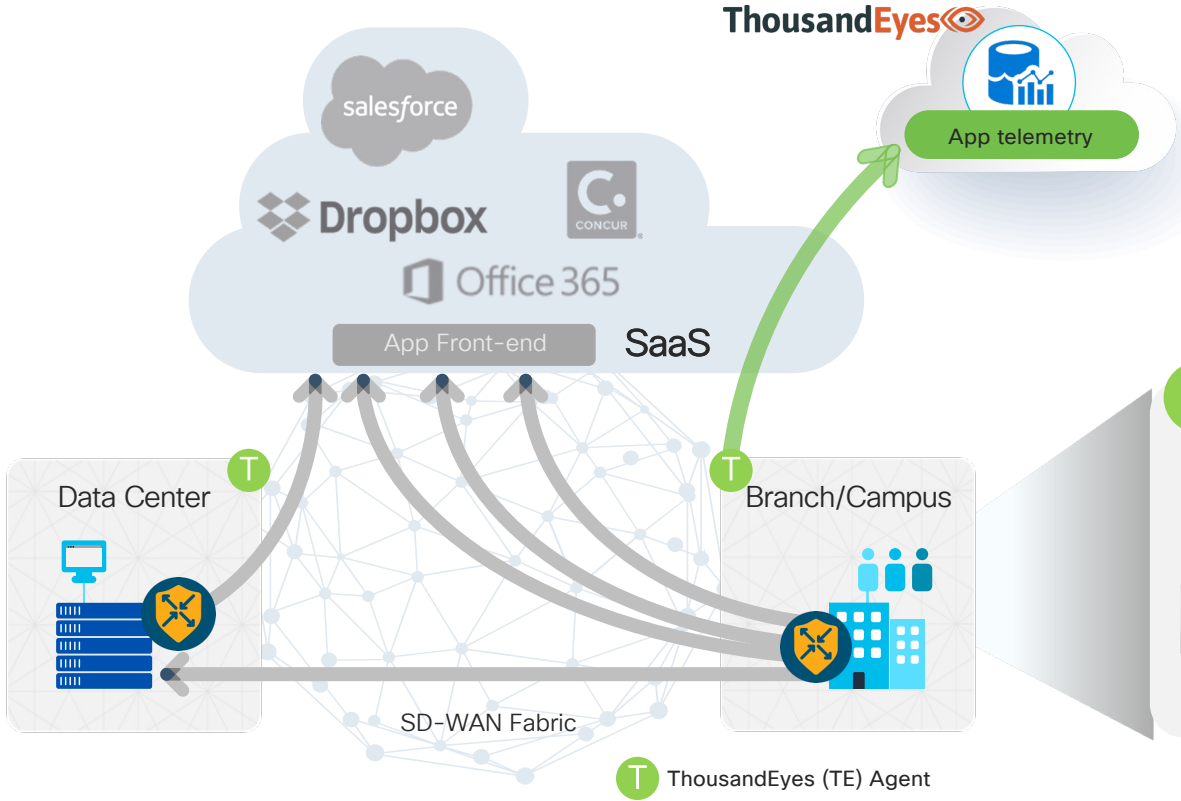 ThousandEyes
App telemetry
salesforce
Dropbox
C.
CONCUR
Office 365
App Front-end
SaaS
T
Data Center
T
Branch/Campus
SD-WAN Fabric
T ThousandEyes (TE) Agent